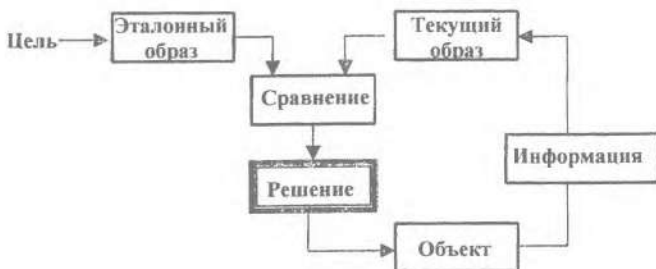 Цель
Эталонный
образ
Текущий
образ
Сравнение
Информация
Решение
Объект